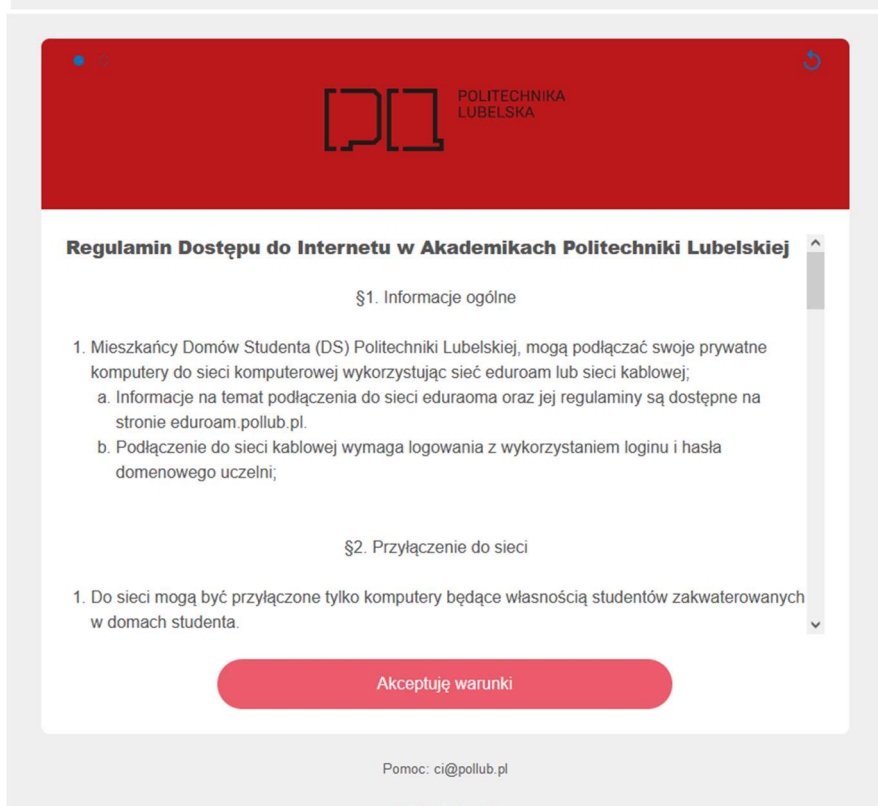 POLITECHNIKA
LUBELSKA
Regulamin Dostępu do Internetu w Akademikach Politechniki Lubelskiej
§1. Informacje ogólne
1. Mieszkańcy Domów Studenta (DS) Politechniki Lubelskiej, mogą podłączać swoje prywatne
komputery do sieci komputerowej wykorzystując sieć eduroam lub sieci kablowej;
a. Informacje na temat podłączenia do sieci eduraoma oraz jej regulaminy są dostępne na
stronie eduroam.pollub.pl.
b. Podłączenie do sieci kablowej wymaga logowania z wykorzystaniem loginu i hasła
domenowego uczelni;
§2. Przyłączenie do sieci
1. Do sieci mogą być przyłączone tylko komputery będące własnością studentów zakwaterowanych
w domach studenta.
Akceptuję warunki
Pomoc: ci@pollub.pl